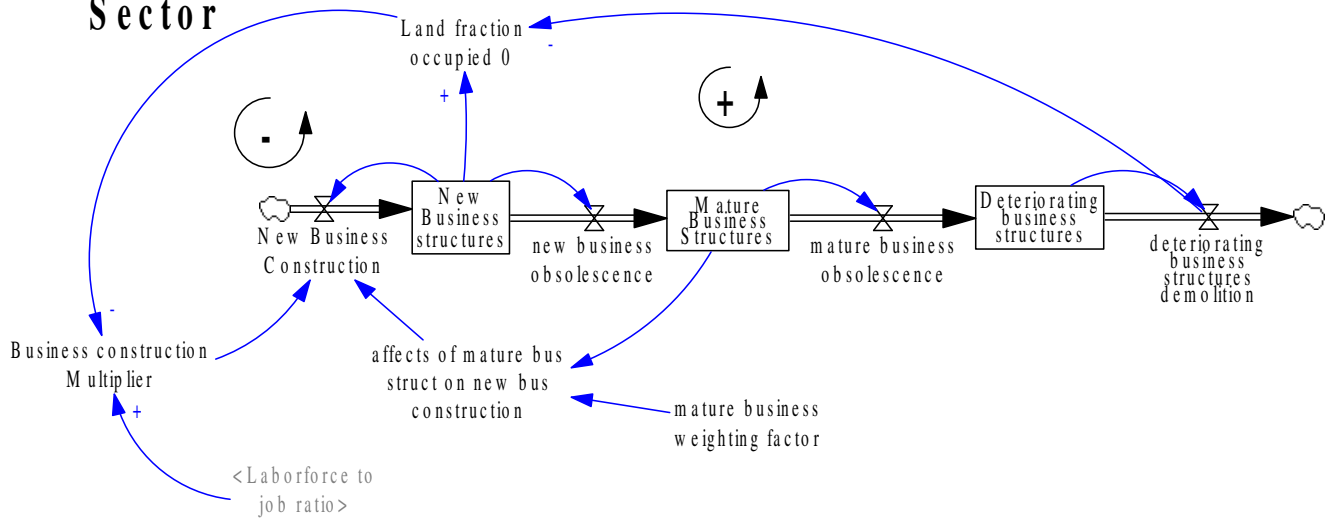 Sector
Land fraction
occupied 0
-
+
-
+
New
Business
structures
Mature
Business
Structures
Deteriorating
business
structures
New Business
Construction
new business
obsolescence
mature business
obsolescence
deteriorating
business
structures
demolition
-
Business construction
Multiplier
+
affects of mature bus
struct on new bus
construction
mature business
weighting factor
<Laborforce to
job ratio>